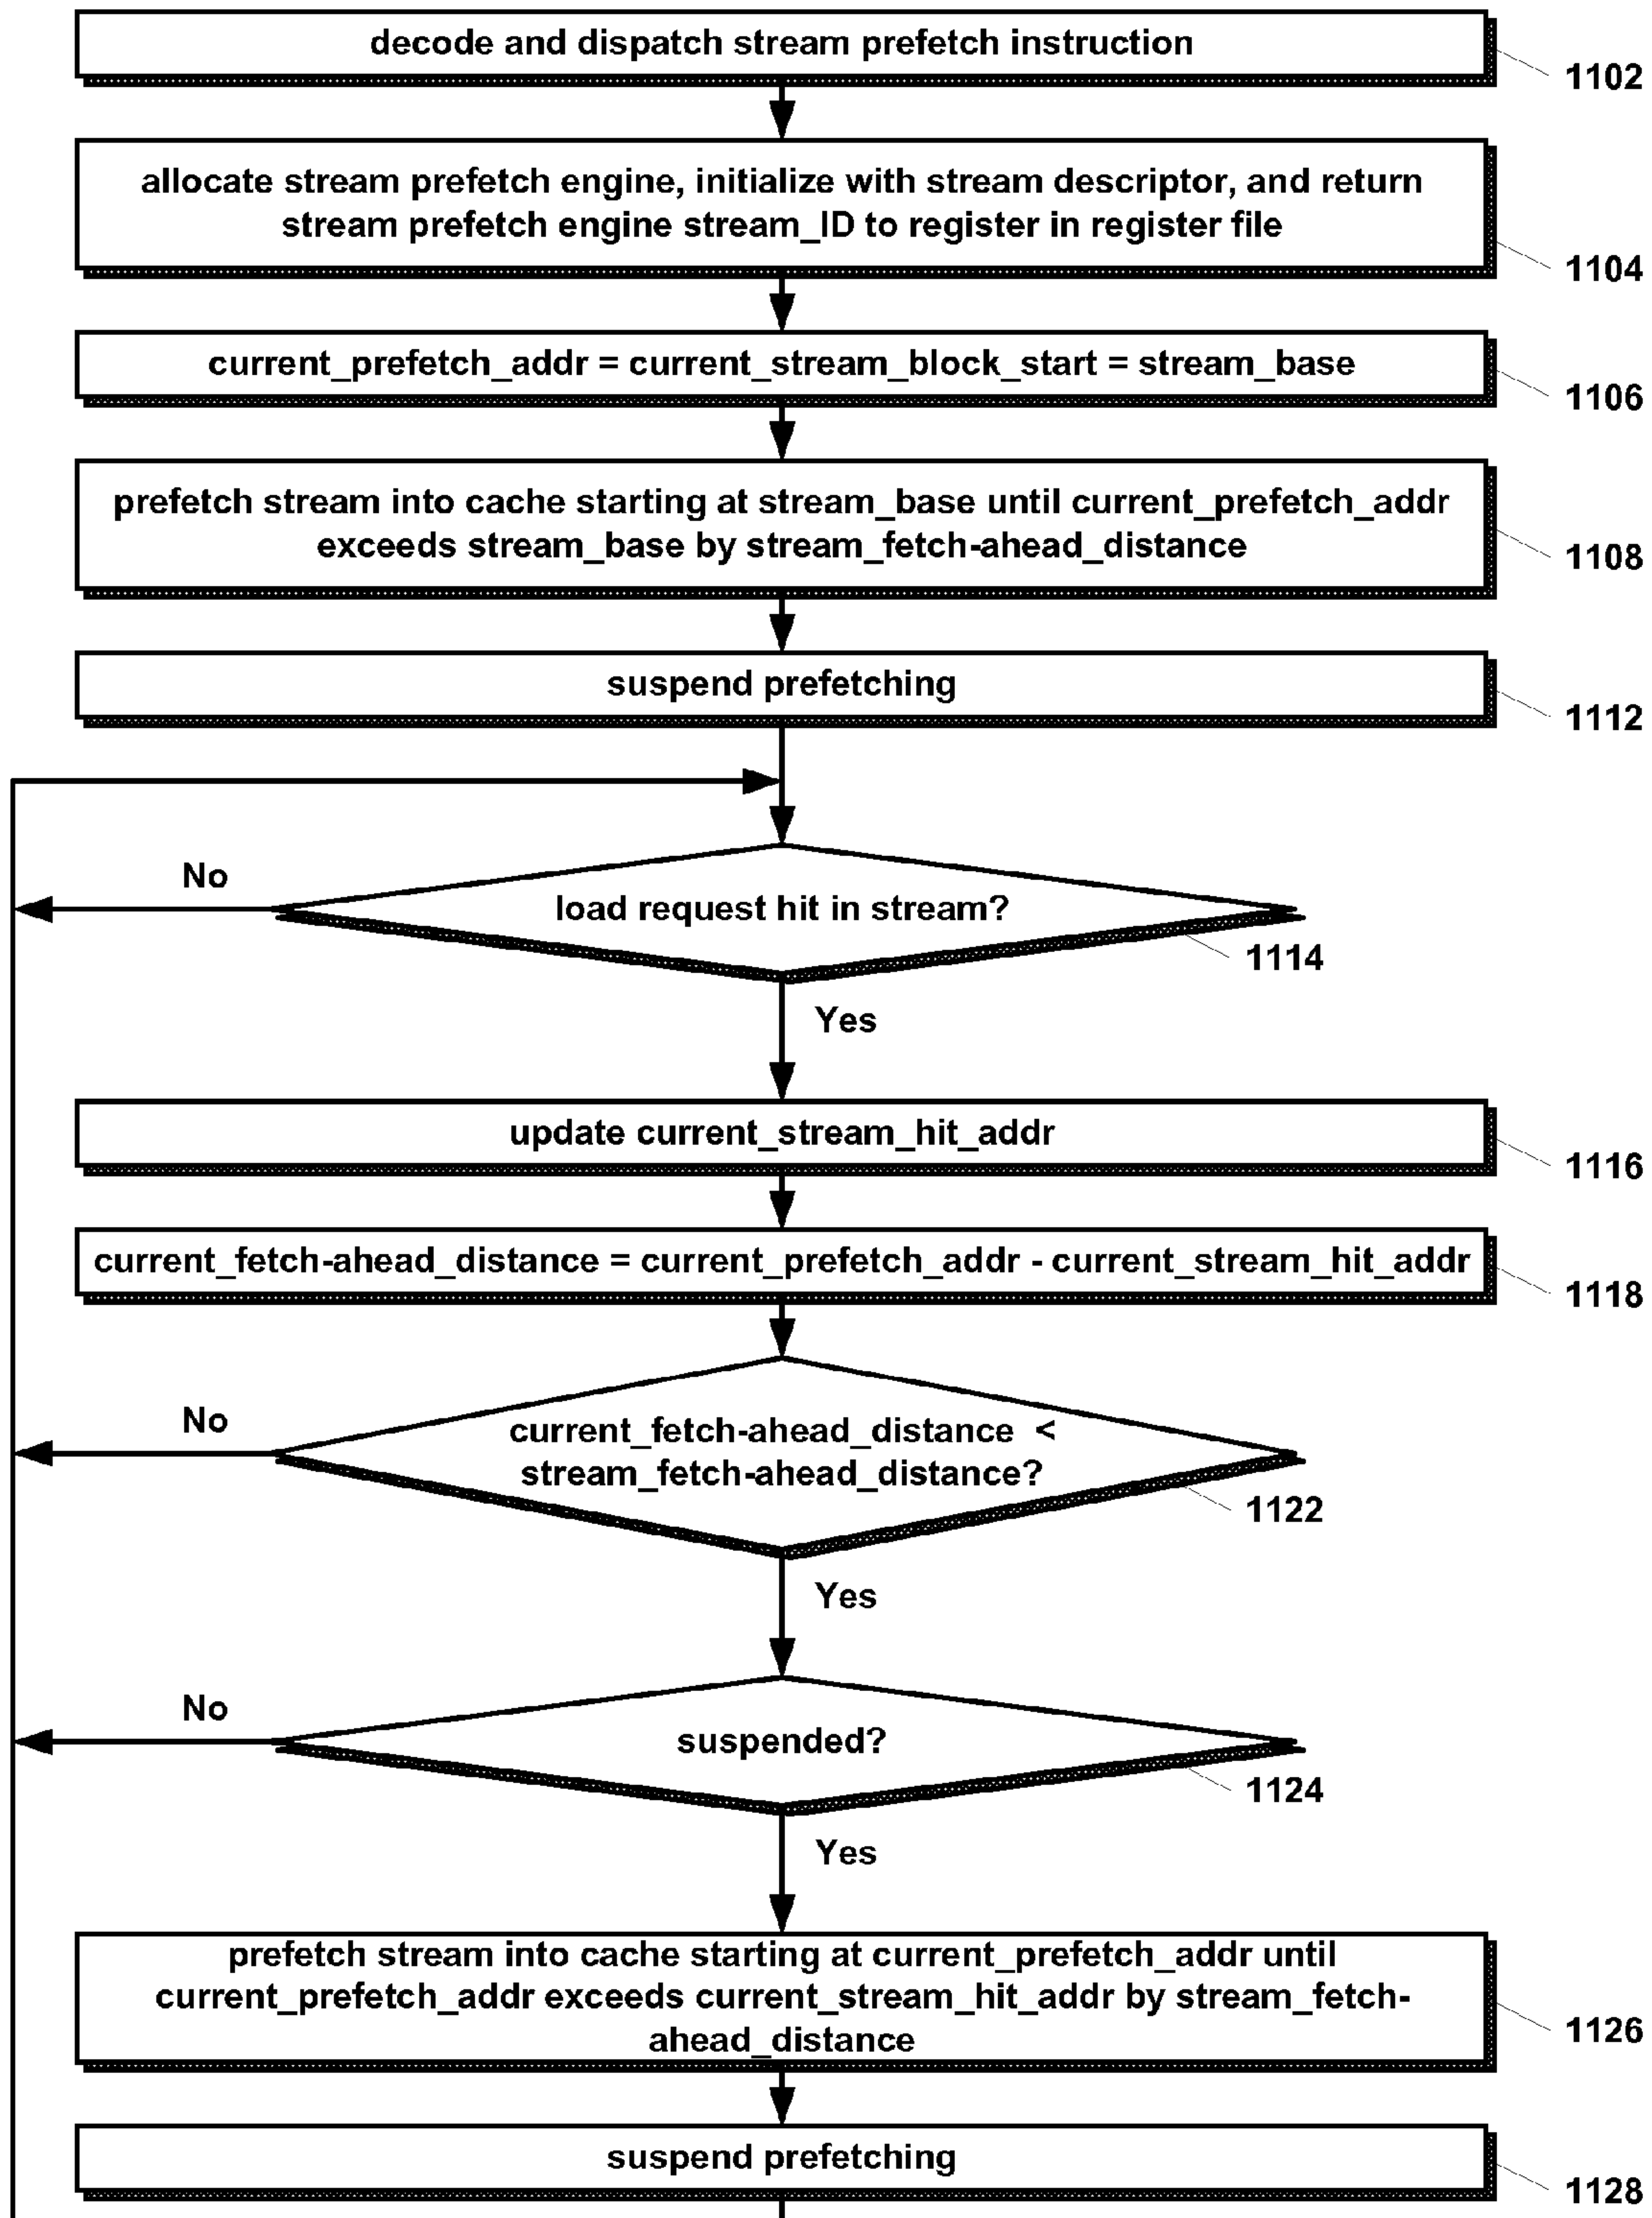 decode and dispatch stream prefetch instruction
1102
allocate stream prefetch engine, initialize with stream descriptor, and return
stream prefetch engine stream_ID to register in register file
1104
current_prefetch_addr = current_stream_block_start = stream_base
1106
prefetch stream into cache starting at stream_base until current_prefetch_addr
exceeds stream_base by stream_fetch-ahead_distance
1108
suspend prefetching
1112
No
load request hit in stream?
1114
Yes
update current_stream_hit_addr
1116
current_fetch-ahead_distance = current_prefetch_addr - current_stream_hit_addr
1118
No
current_fetch-ahead_distance <
stream_fetch-ahead_distance?
1122
Yes
No
suspended?
1124
Yes
prefetch stream into cache starting at current_prefetch_addr until
current_prefetch_addr exceeds current_stream_hit_addr by stream_fetch-
ahead_distance
1126
suspend prefetching
1128